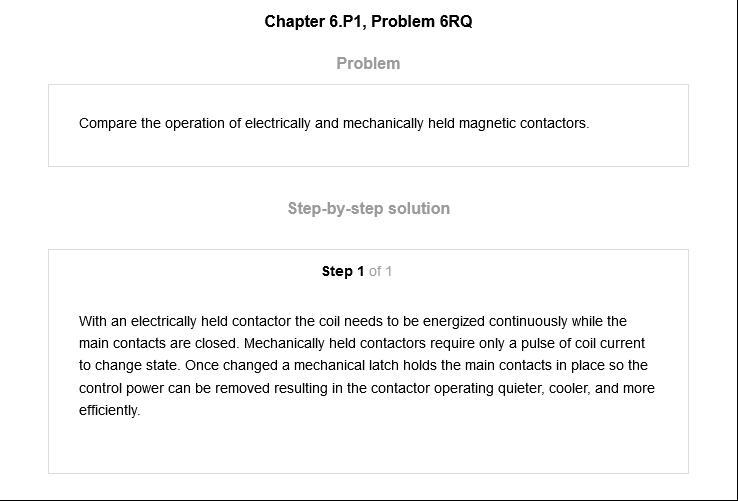 Chapter 6.P1, Problem 6RQ
Problem
Compare the operation of electrically and mechanically held magnetic contactors.
Step-by-step solution
Step 1 of 1
With an electrically held contactor the coil needs to be energized continuously while the
main contacts are closed. Mechanically held contactors require only a pulse of coil current
to change state. Once changed a mechanical latch holds the main contacts in place so the
control power can be removed resulting in the contactor operating quieter, cooler, and more
efficiently.